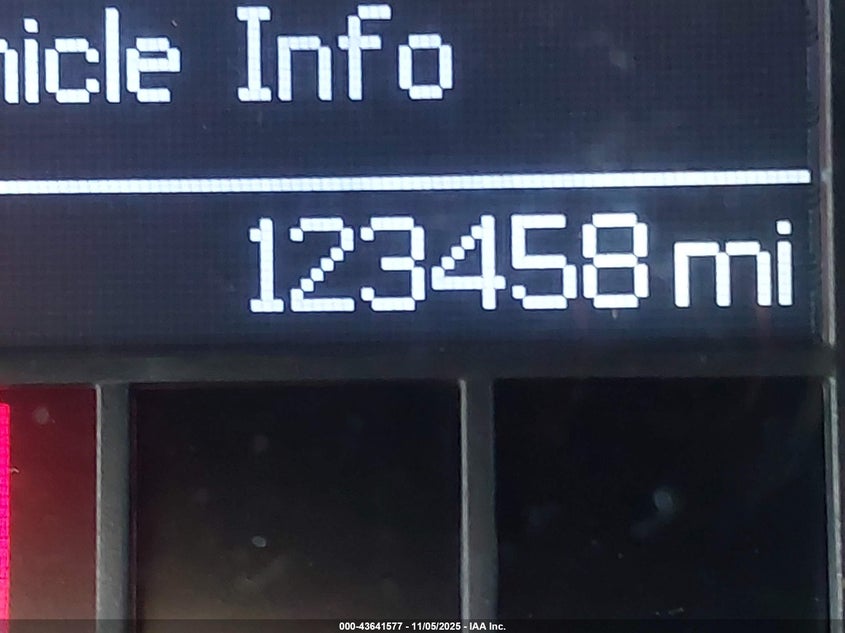 hicle Info
123458 mi
000-43641577 - 11/05/2025 - IAA Inc.